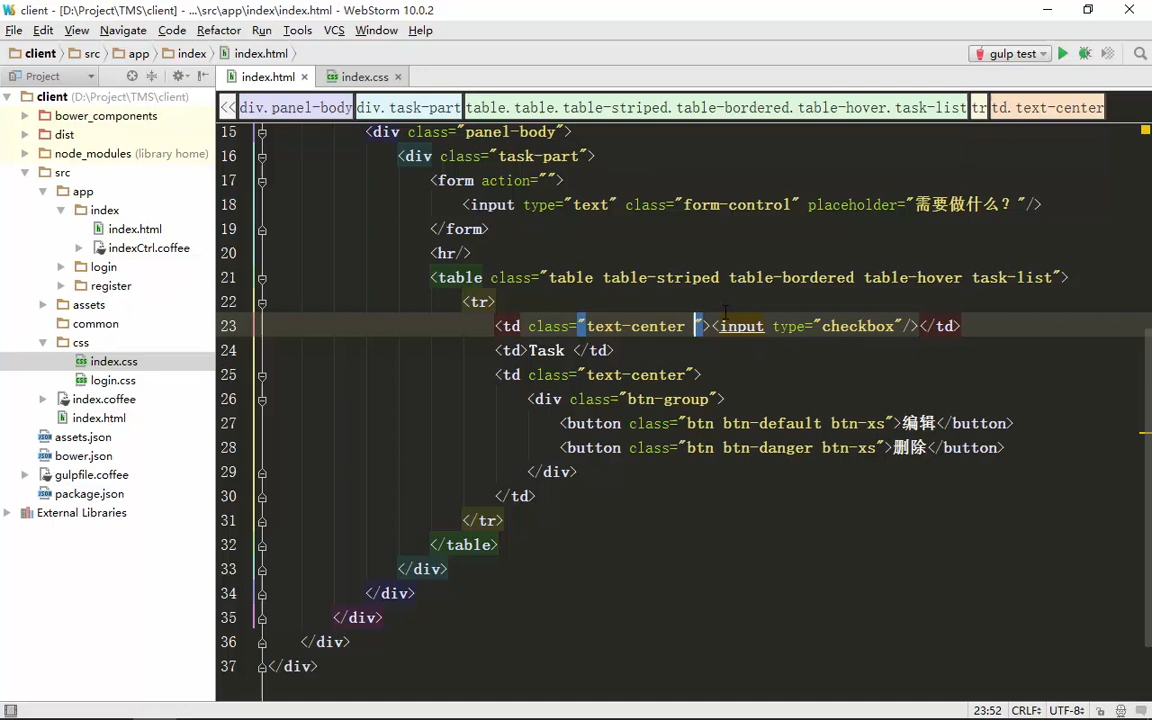 client - [D:\Project\TMS\client] - ...\src\app\index\index.html - WebStorm 10.0.2
File Edit View Navigate Code Refactor Run Tools VCS Window Help
client src app index index.html
gulp test
Project
index.html
index.css
<< div.panel-body div.task-part table.table.table-striped.table-bordered.table-hover.task-list tr td.text-center
client (D:\Project\TMS\client)
bower_components
dist
node_modules (library home)
src
app
index
index.html
indexCtrl.coffee
login
register
assets
common
css
index.css
login.css
index.coffee
index.html
assets.json
bower.json
gulpfile.coffee
package.json
External Libraries
15 <div class="panel-body">
16 <div class="task-part">
17 <form action="">
18 <input type="text" class="form-control" placeholder="需要做什么？"/>
19 </form>
20 <hr/>
21 <table class="table table-striped table-bordered table-hover task-list">
22 <tr>
23 <td class="text-center "><input type="checkbox"/></td>
24 <td>Task </td>
25 <td class="text-center">
26 <div class="btn-group">
27 <button class="btn btn-default btn-xs">编辑</button>
28 <button class="btn btn-danger btn-xs">删除</button>
29 </div>
30 </td>
31 </tr>
32 </table>
33 </div>
34 </div>
35 </div>
36 </div>
37 </div>
23:52 CRLF UTF-8